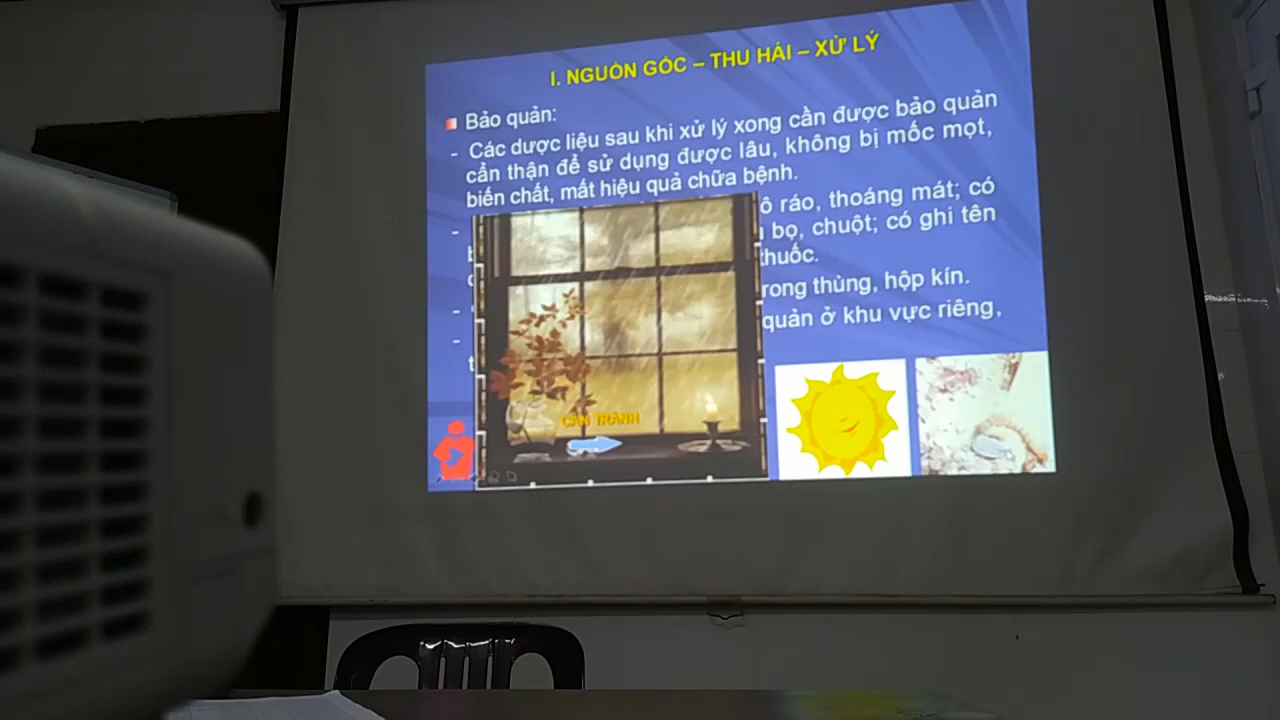 I. NGUỒN GỐC – THU HÁI – XỬ LÝ
Bảo quản:
- Các dược liệu sau khi xử lý xong cần được bảo quản
cẩn thận để sử dụng được lâu, không bị mốc mọt,
biến chất, mất hiệu quả chữa bệnh.
- ô ráo, thoáng mát; có
bọ, chuột; có ghi tên
thuốc.
- rong thùng, hộp kín.
- quản ở khu vực riêng,
t
CẦN TRÁNH